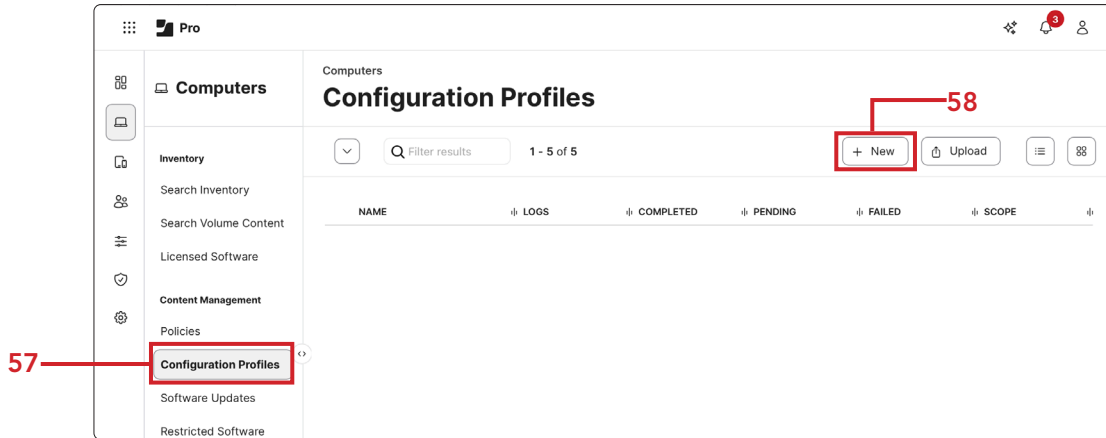 Pro
3
Computers
Computers
Configuration Profiles
58
Filter results
1 - 5 of 5
+ New
Upload
NAME
LOGS
COMPLETED
PENDING
FAILED
SCOPE
Inventory
Search Inventory
Search Volume Content
Licensed Software
Content Management
Policies
57
Configuration Profiles
Software Updates
Restricted Software